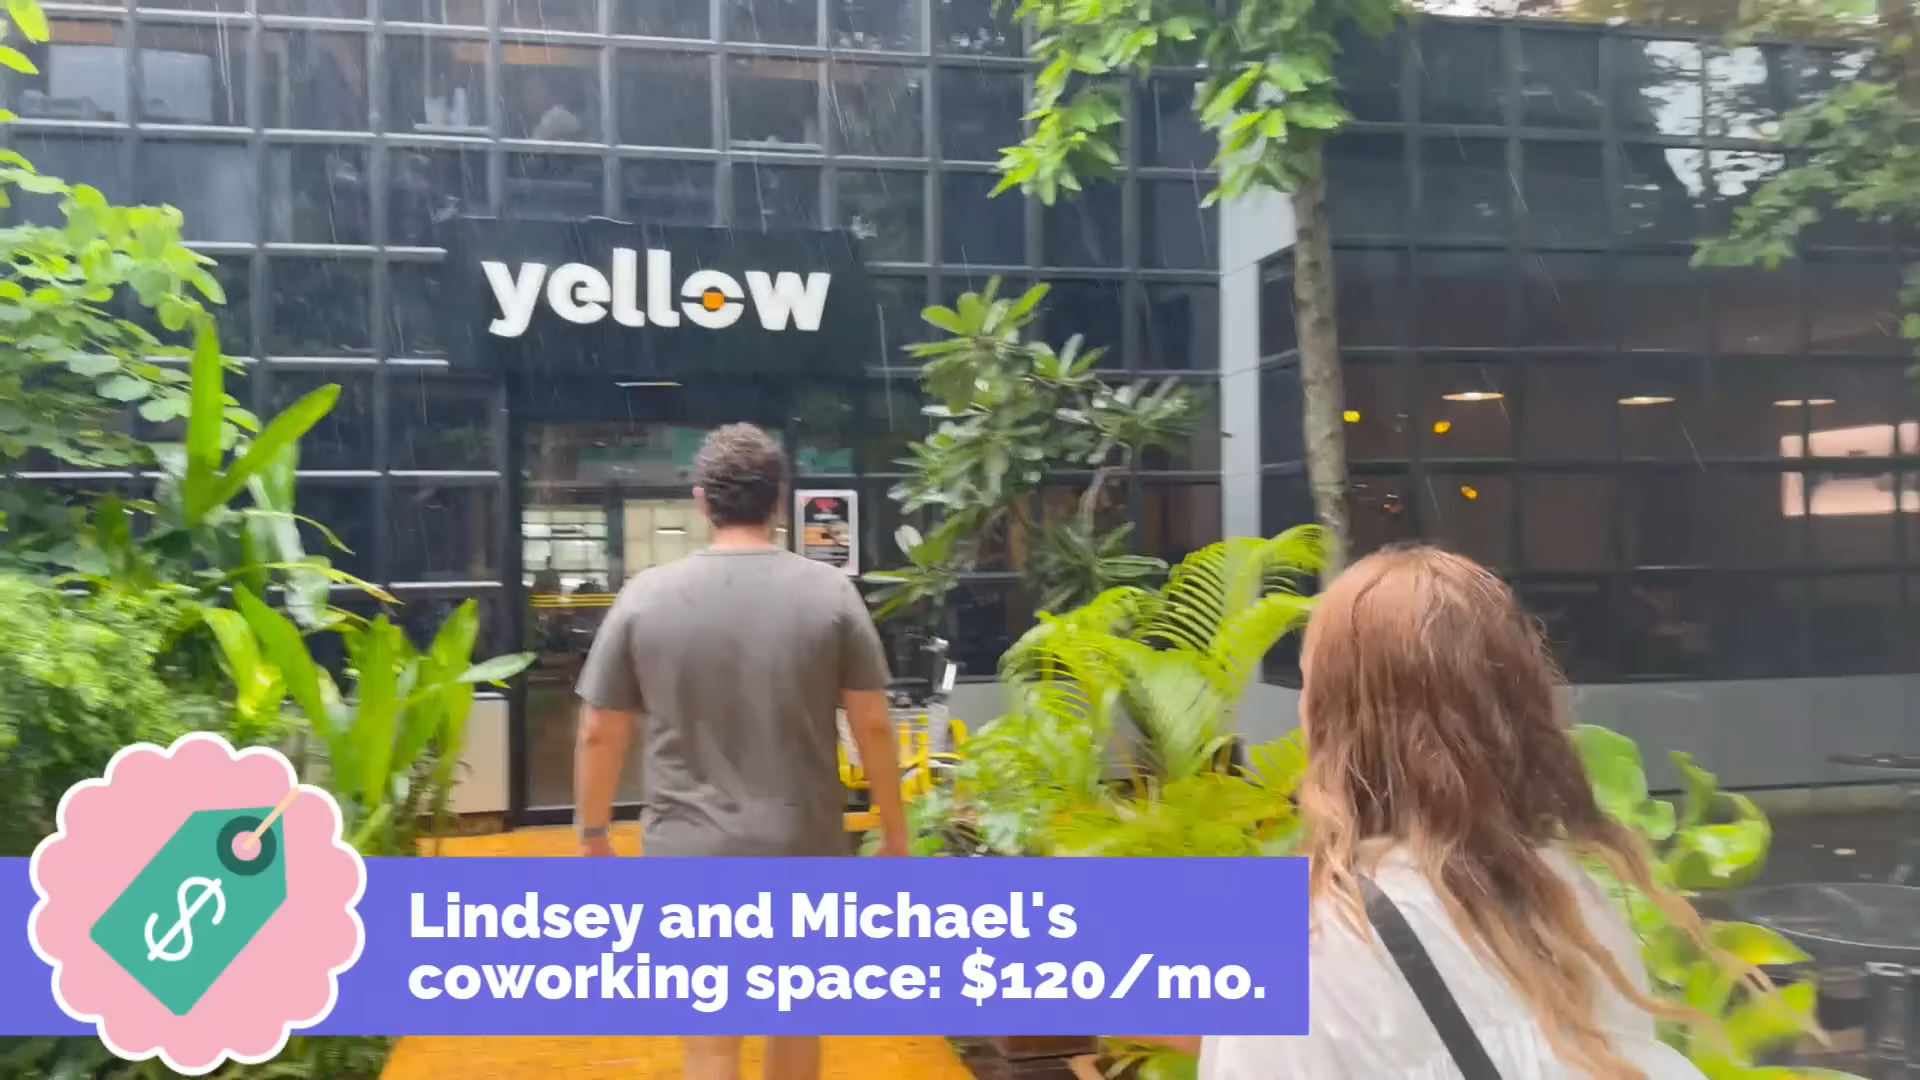 yellow
$
Lindsey and Michael's
coworking space: $120/mo.